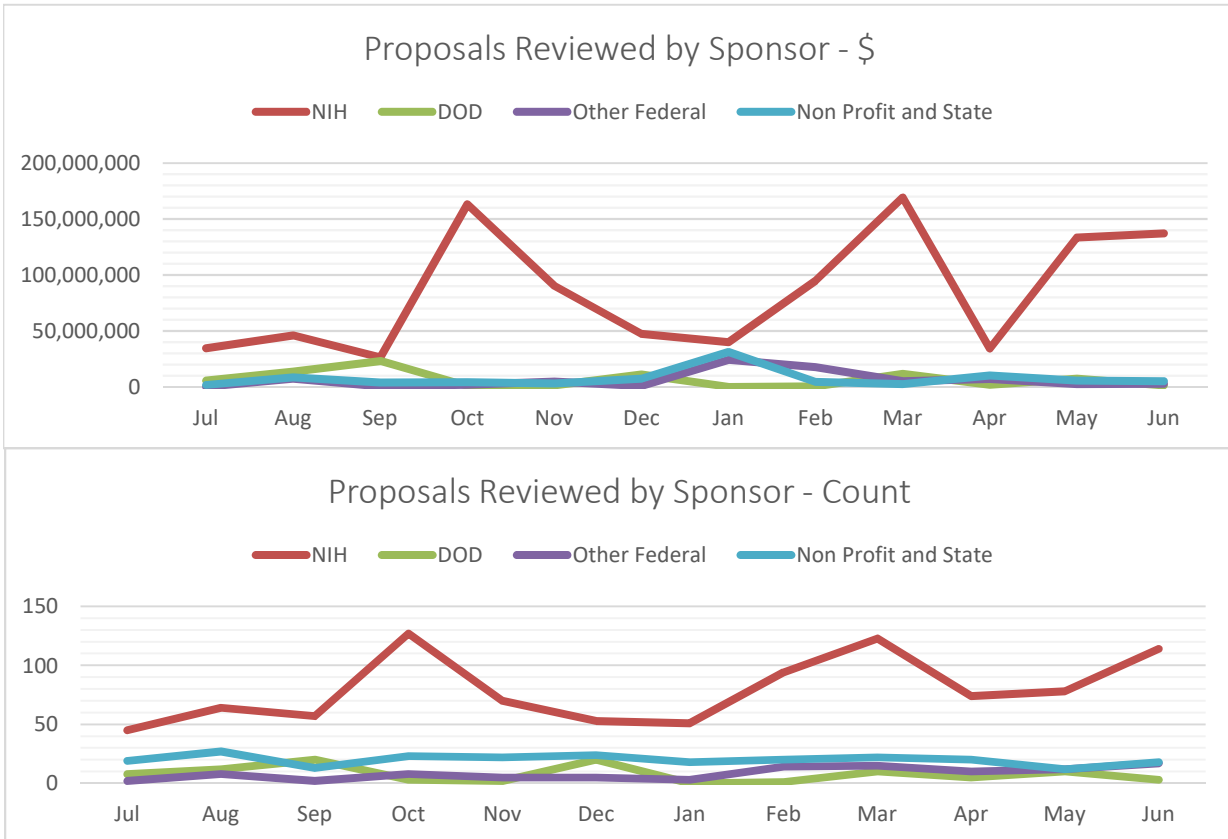 Proposals Reviewed by Sponsor - $
NIH DOD Other Federal Non Profit and State
200,000,000
150,000,000
100,000,000
50,000,000
0
Jul Aug Sep Oct Nov Dec Jan Feb Mar Apr May Jun
Proposals Reviewed by Sponsor - Count
NIH DOD Other Federal Non Profit and State
150
100
50
0
Jul Aug Sep Oct Nov Dec Jan Feb Mar Apr May Jun